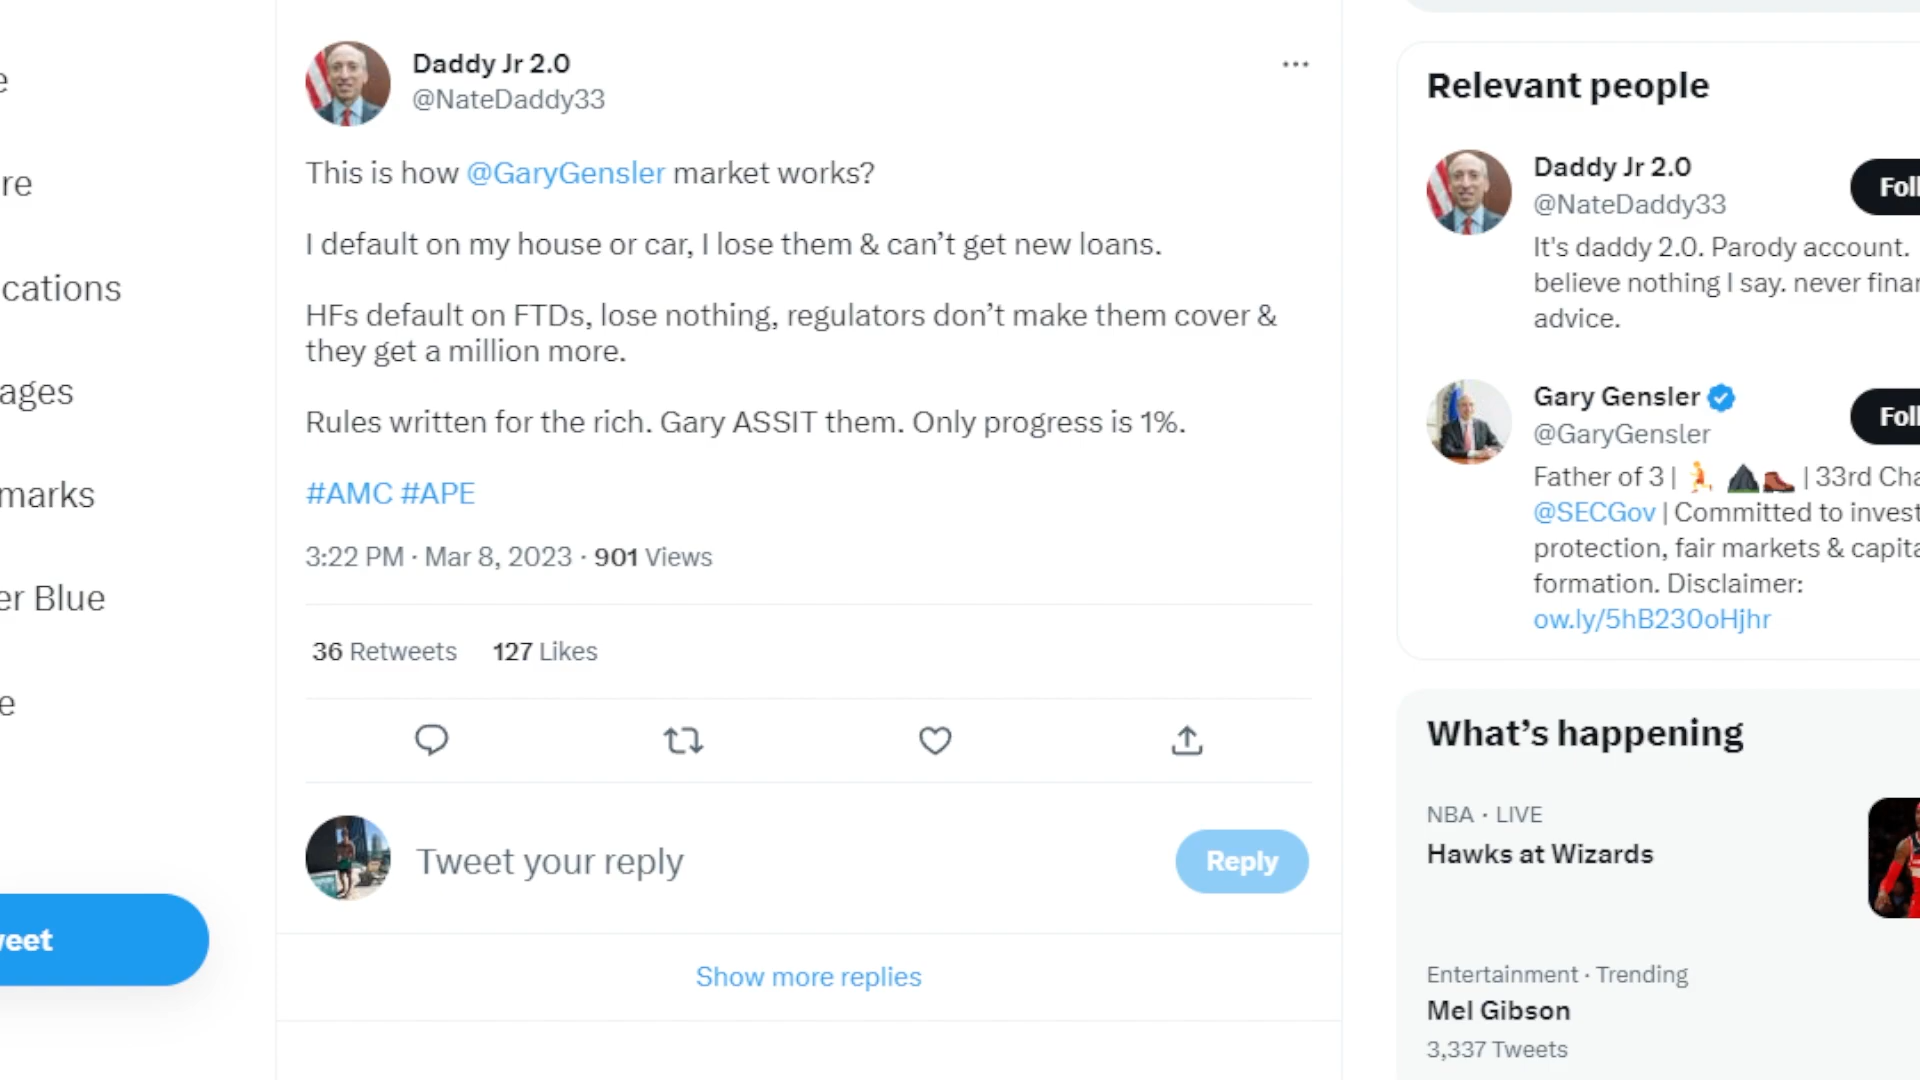 e
re
cations
ages
marks
er Blue
e
eet
Daddy Jr 2.0
@NateDaddy33
This is how @GaryGensler market works?
I default on my house or car, I lose them & can’t get new loans.
HFs default on FTDs, lose nothing, regulators don’t make them cover &
they get a million more.
Rules written for the rich. Gary ASSIT them. Only progress is 1%.
#AMC #APE
3:22 PM · Mar 8, 2023 · 901 Views
36 Retweets 127 Likes
Tweet your reply
Reply
Show more replies
Relevant people
Daddy Jr 2.0
@NateDaddy33
Foll
It's daddy 2.0. Parody account.
believe nothing I say. never finan
advice.
Gary Gensler
@GaryGensler
Foll
Father of 3 | 🏃 ⛰️🥾 | 33rd Cha
@SECGov | Committed to invest
protection, fair markets & capita
formation. Disclaimer:
ow.ly/5hB230oHjhr
What’s happening
NBA · LIVE
Hawks at Wizards
Entertainment · Trending
Mel Gibson
3,337 Tweets